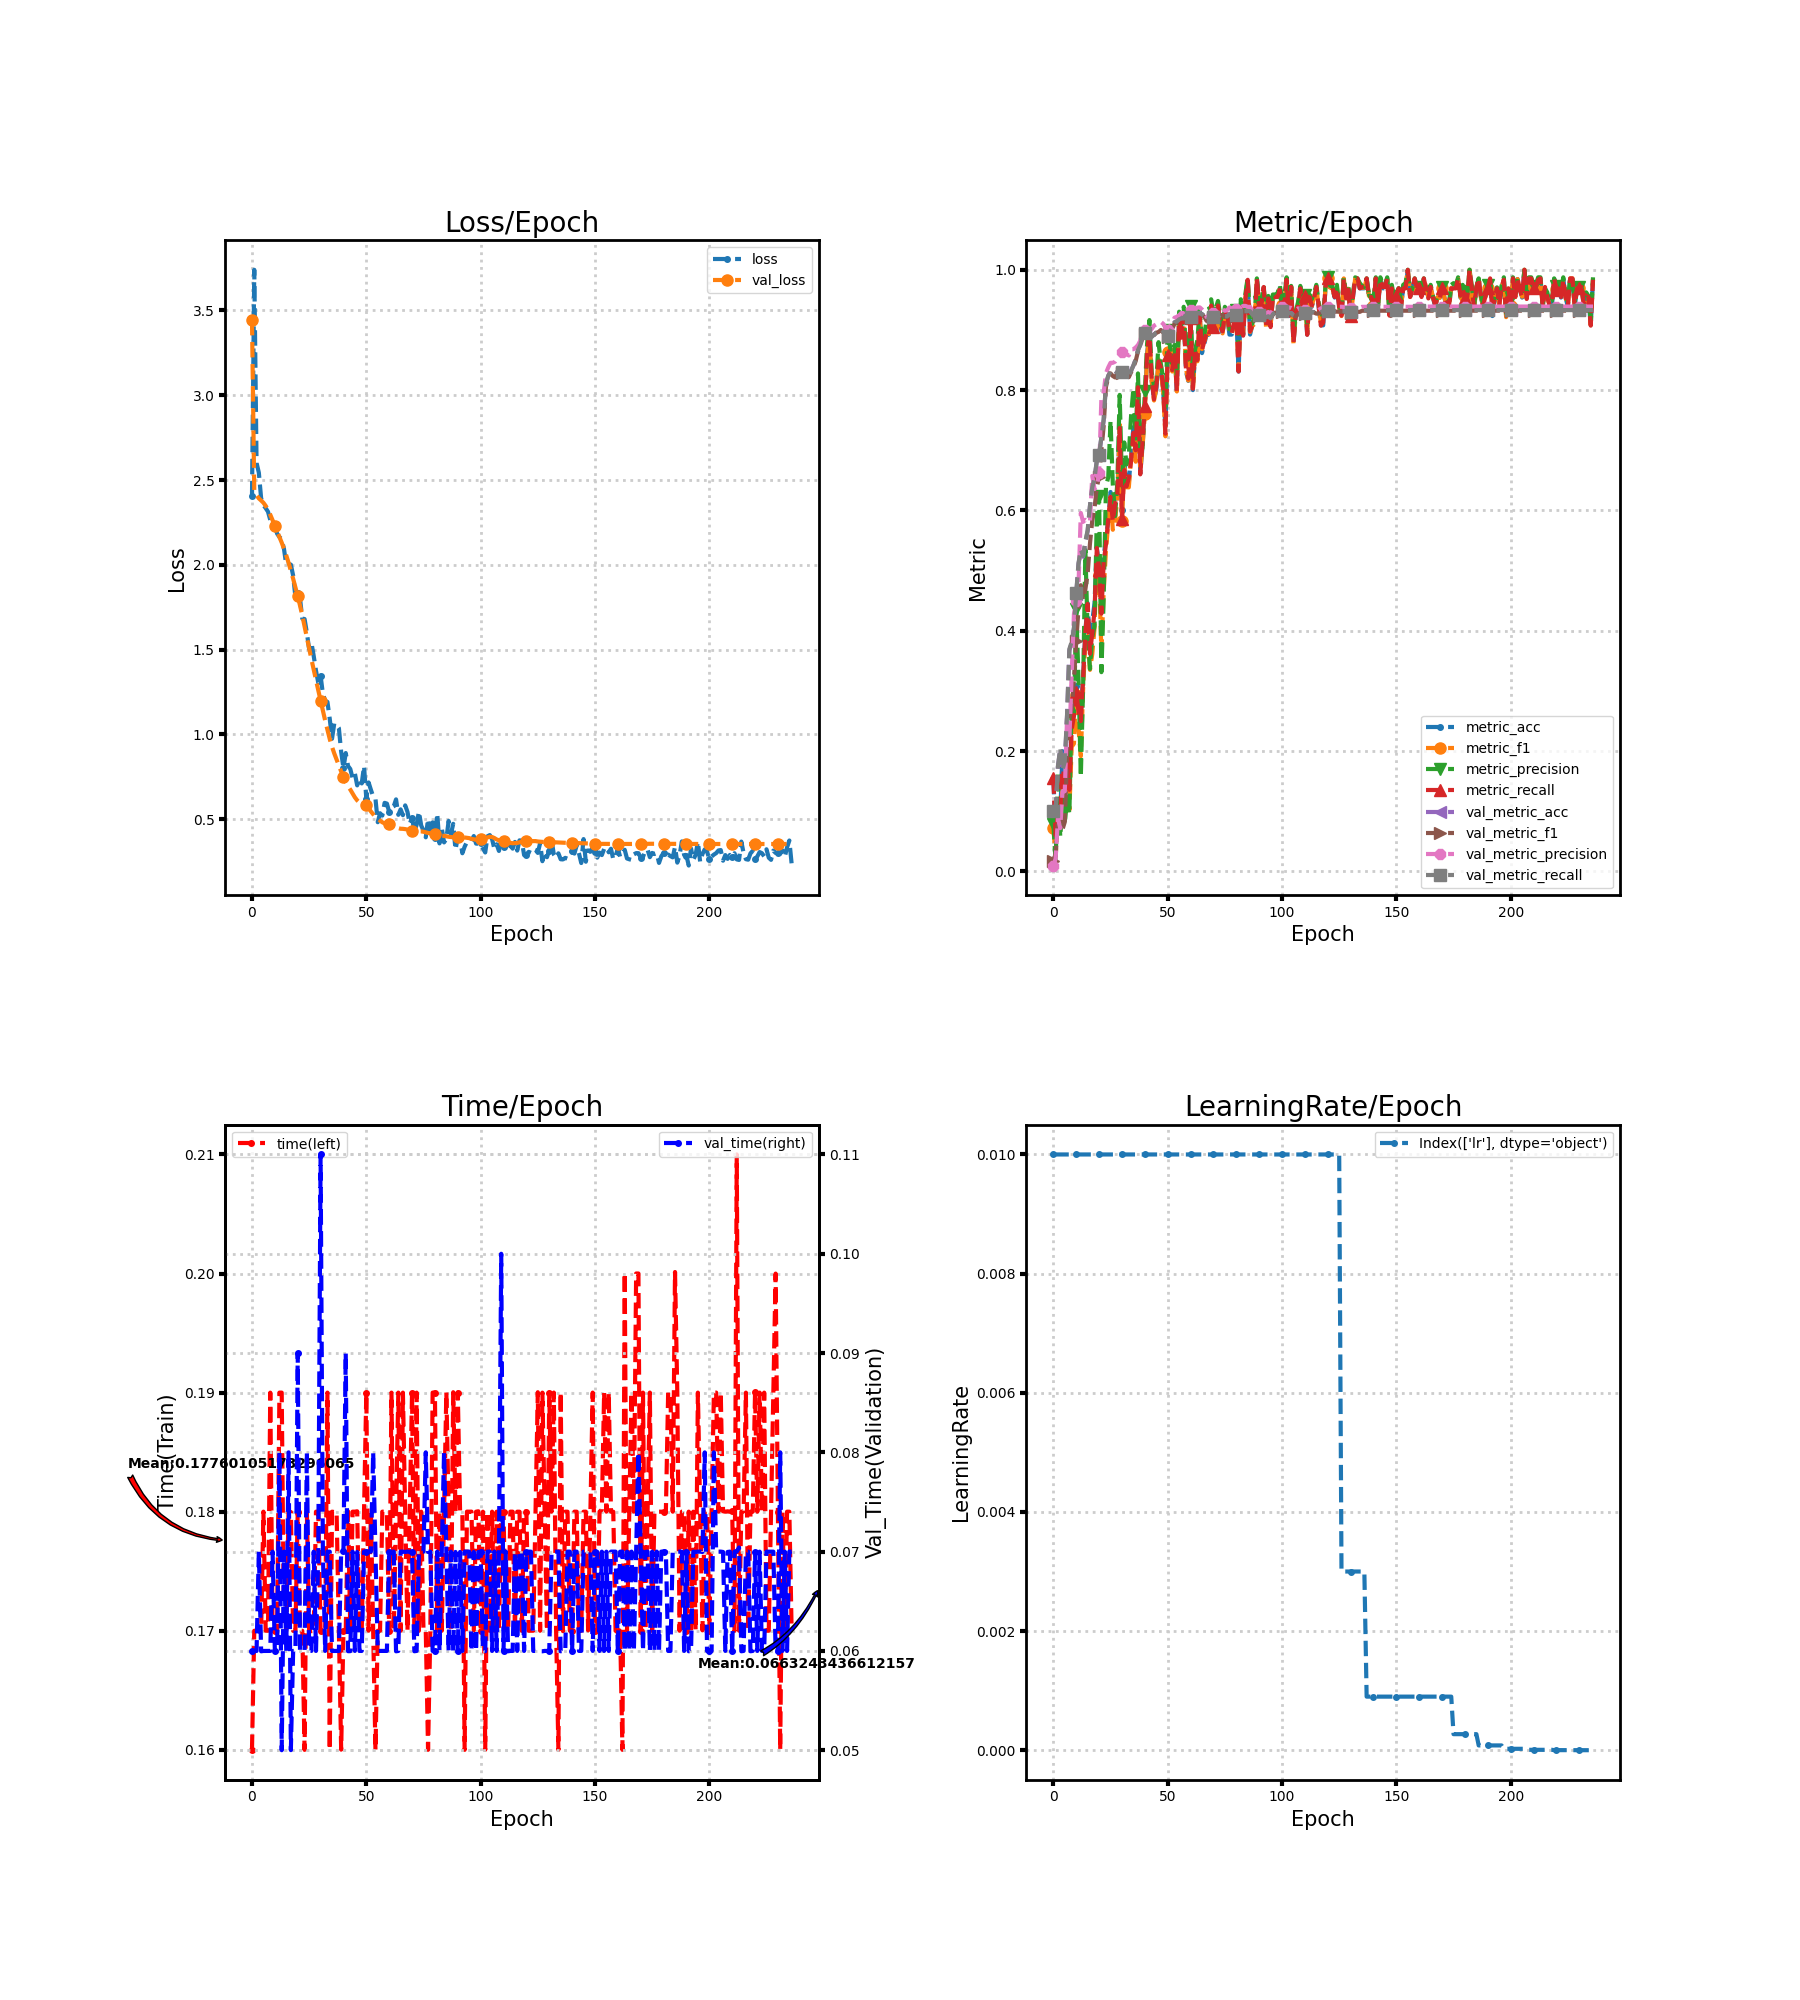 Loss/Epoch
loss
val_loss
3.5
3.0
2.5
2.0
1.5
1.0
0.5
Loss
0
50
100
150
200
Epoch
Metric/Epoch
1.0
0.8
0.6
0.4
0.2
0.0
Metric
metric_acc
metric_f1
metric_precision
metric_recall
val_metric_acc
val_metric_f1
val_metric_precision
val_metric_recall
0
50
100
150
200
Epoch
Time/Epoch
time(left)
val_time(right)
0.21
0.20
0.19
0.18
0.17
0.16
Time(Train)
0.11
0.10
0.09
0.08
0.07
0.06
0.05
Val_Time(Validation)
Mean:0.0663243436612157
0
50
100
150
200
Epoch
LearningRate/Epoch
Index(['lr'], dtype='object')
0.010
0.008
0.006
0.004
0.002
0.000
LearningRate
0
50
100
150
200
Epoch